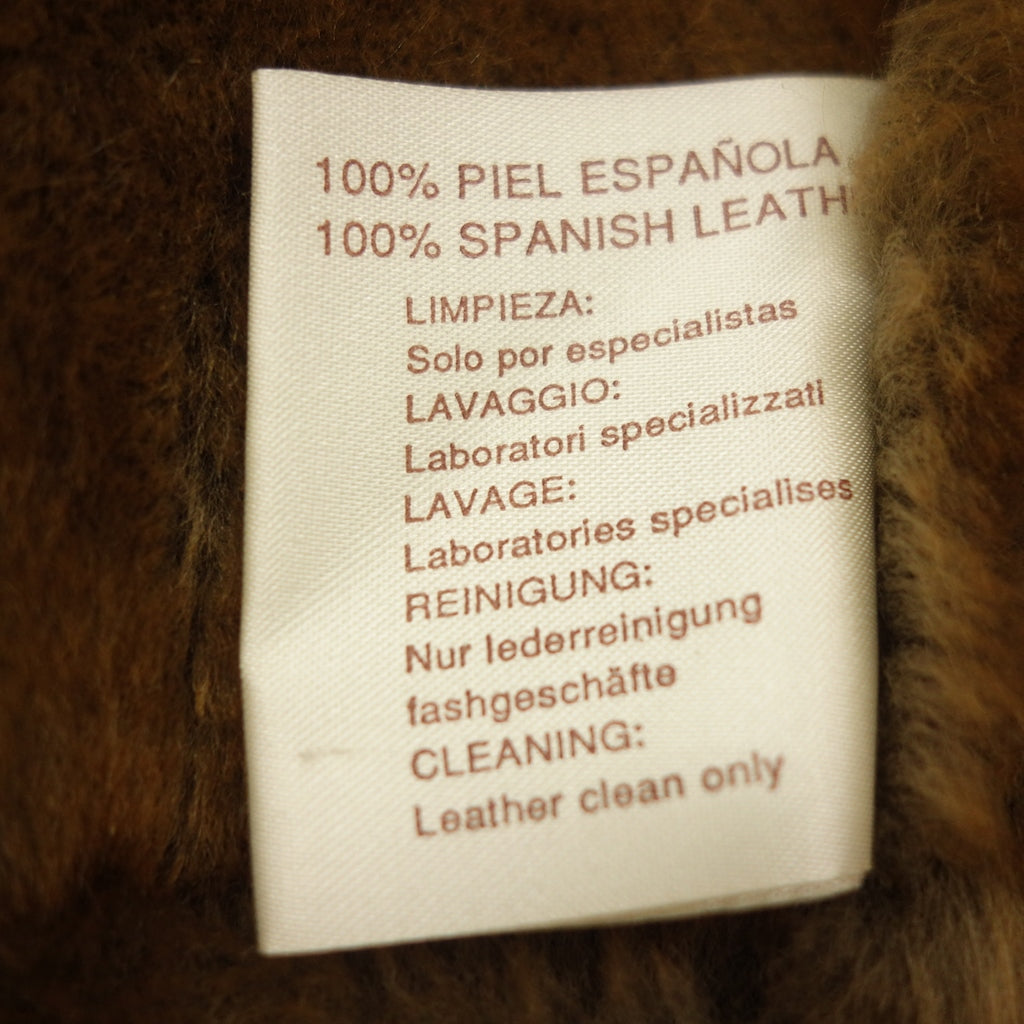 100% PIEL ESPAÑOLA
100% SPANISH LEATH
LIMPIEZA:
Solo por especialistas
LAVAGGIO:
Laboratori specializzati
LAVAGE:
Laboratories specialises
REINIGUNG:
Nur lederreinigung
fashgeschäfte
CLEANING:
Leather clean only